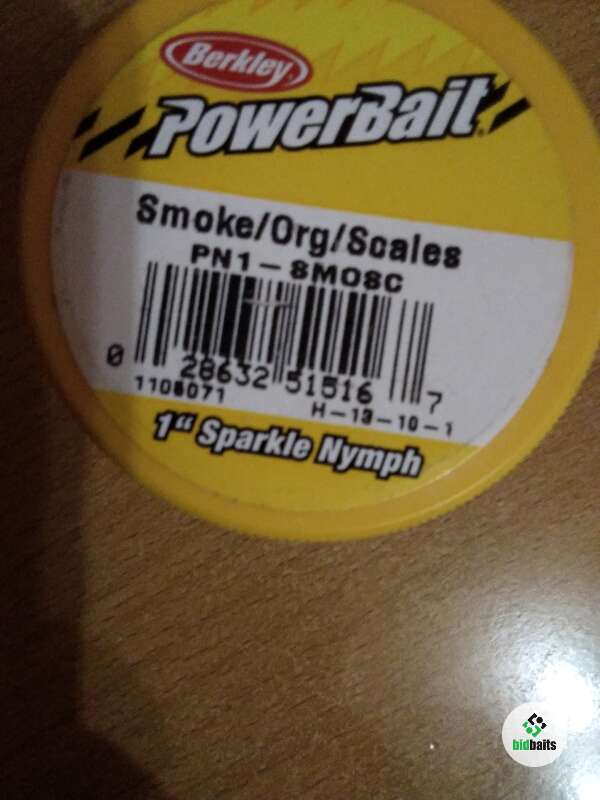 Berkley
PowerBait
Smoke/Org/Scales
PN1-SMOSC
0 28632 51516 7
1108071
H-13-10-1
1" Sparkle Nymph
bidbaits